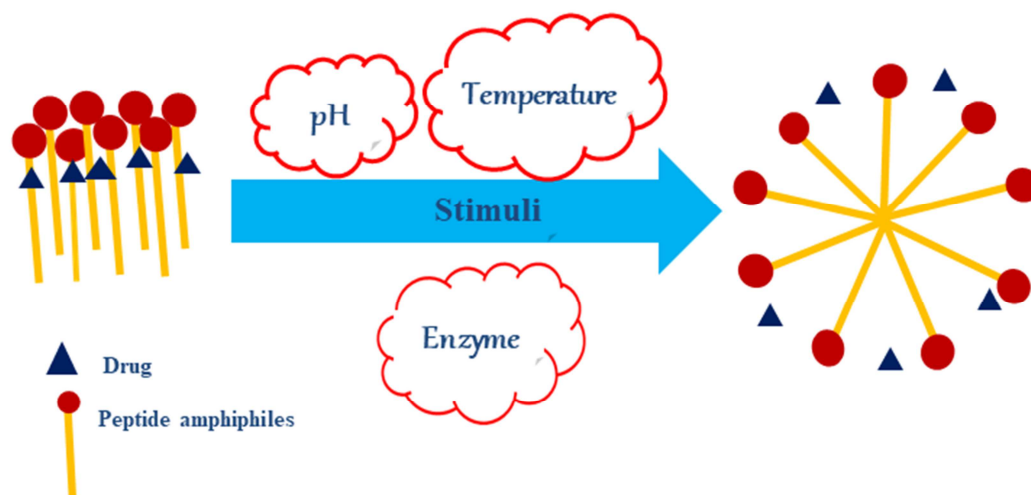 pH
Temperature
Stimuli
Enzyme
Drug
Peptide amphiphiles